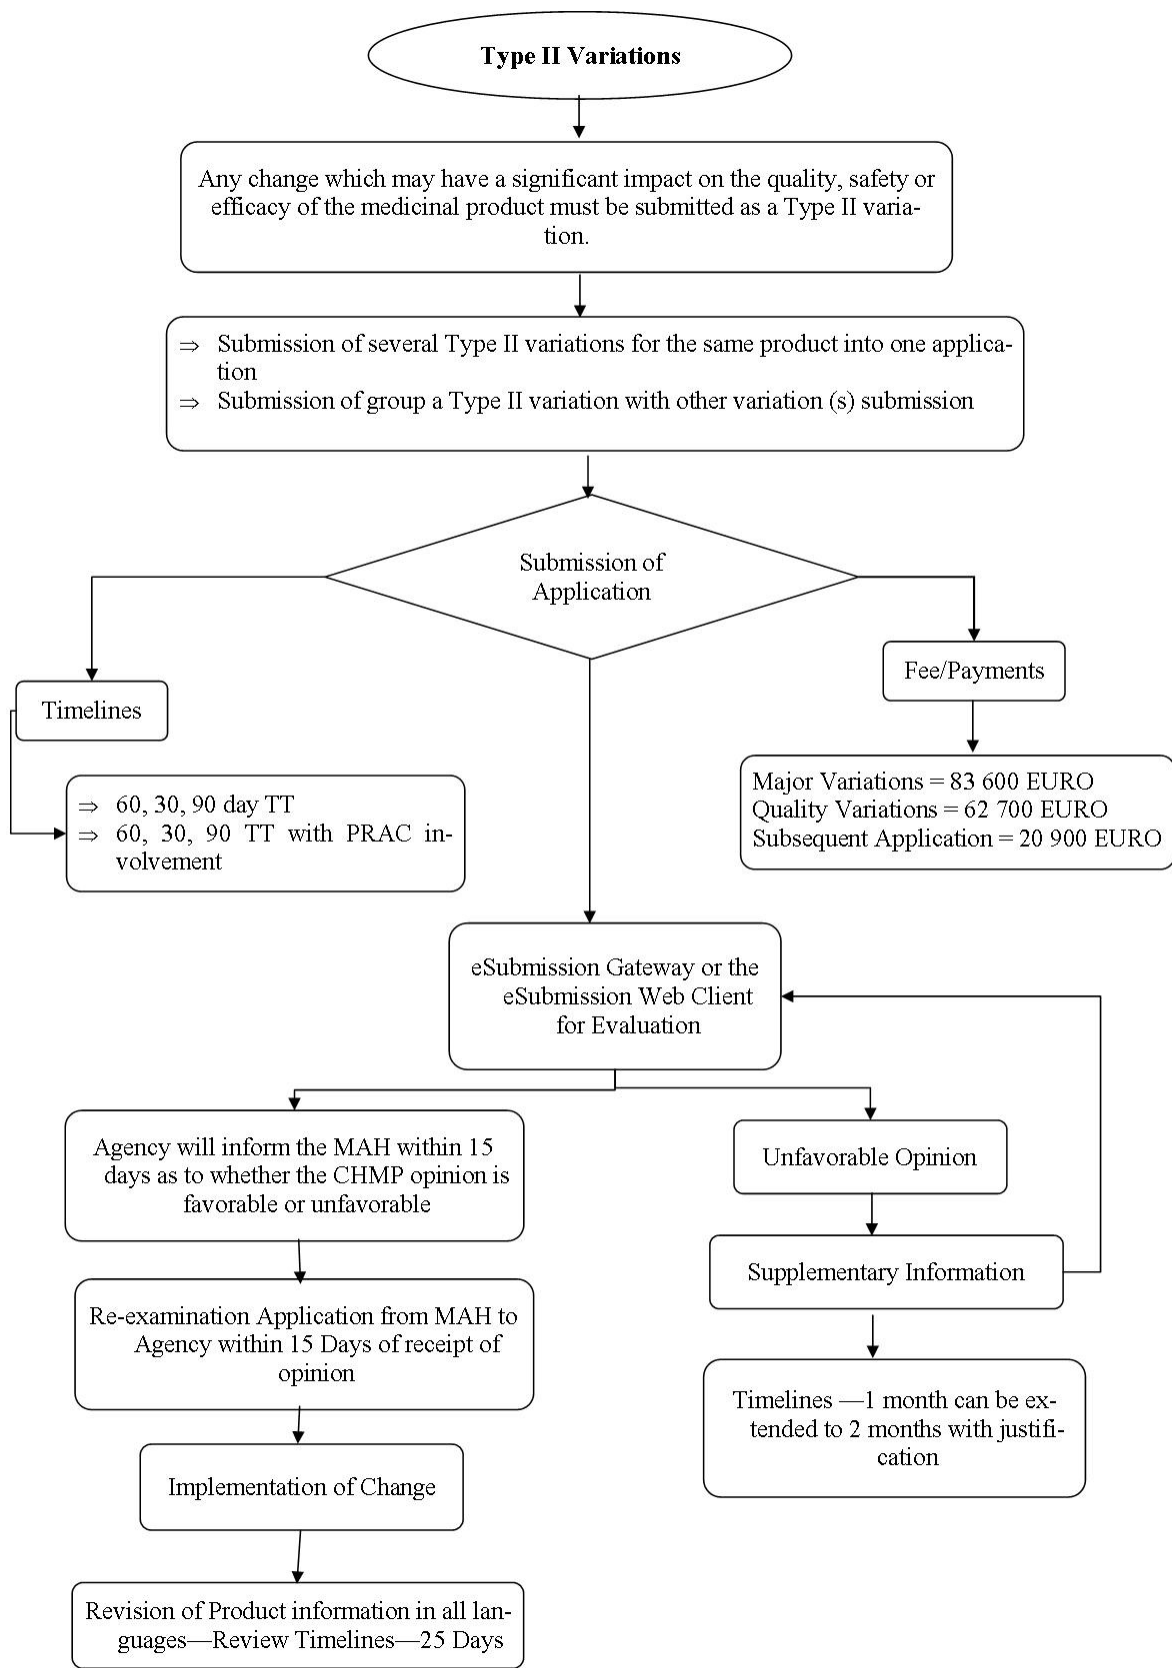 Type II Variations
Any change which may have a significant impact on the quality, safety or
efficacy of the medicinal product must be submitted as a Type II varia-
tion.
⇒ Submission of several Type II variations for the same product into one applica-
tion
⇒ Submission of group a Type II variation with other variation (s) submission
Submission of
Application
Timelines
⇒ 60, 30, 90 day TT
⇒ 60, 30, 90 TT with PRAC in-
volvement
Fee/Payments
Major Variations = 83 600 EURO
Quality Variations = 62 700 EURO
Subsequent Application = 20 900 EURO
eSubmission Gateway or the
eSubmission Web Client
for Evaluation
Agency will inform the MAH within 15
days as to whether the CHMP opinion is
favorable or unfavorable
Re-examination Application from MAH to
Agency within 15 Days of receipt of
opinion
Implementation of Change
Revision of Product information in all lan-
guages—Review Timelines—25 Days
Unfavorable Opinion
Supplementary Information
Timelines —1 month can be ex-
tended to 2 months with justifi-
cation